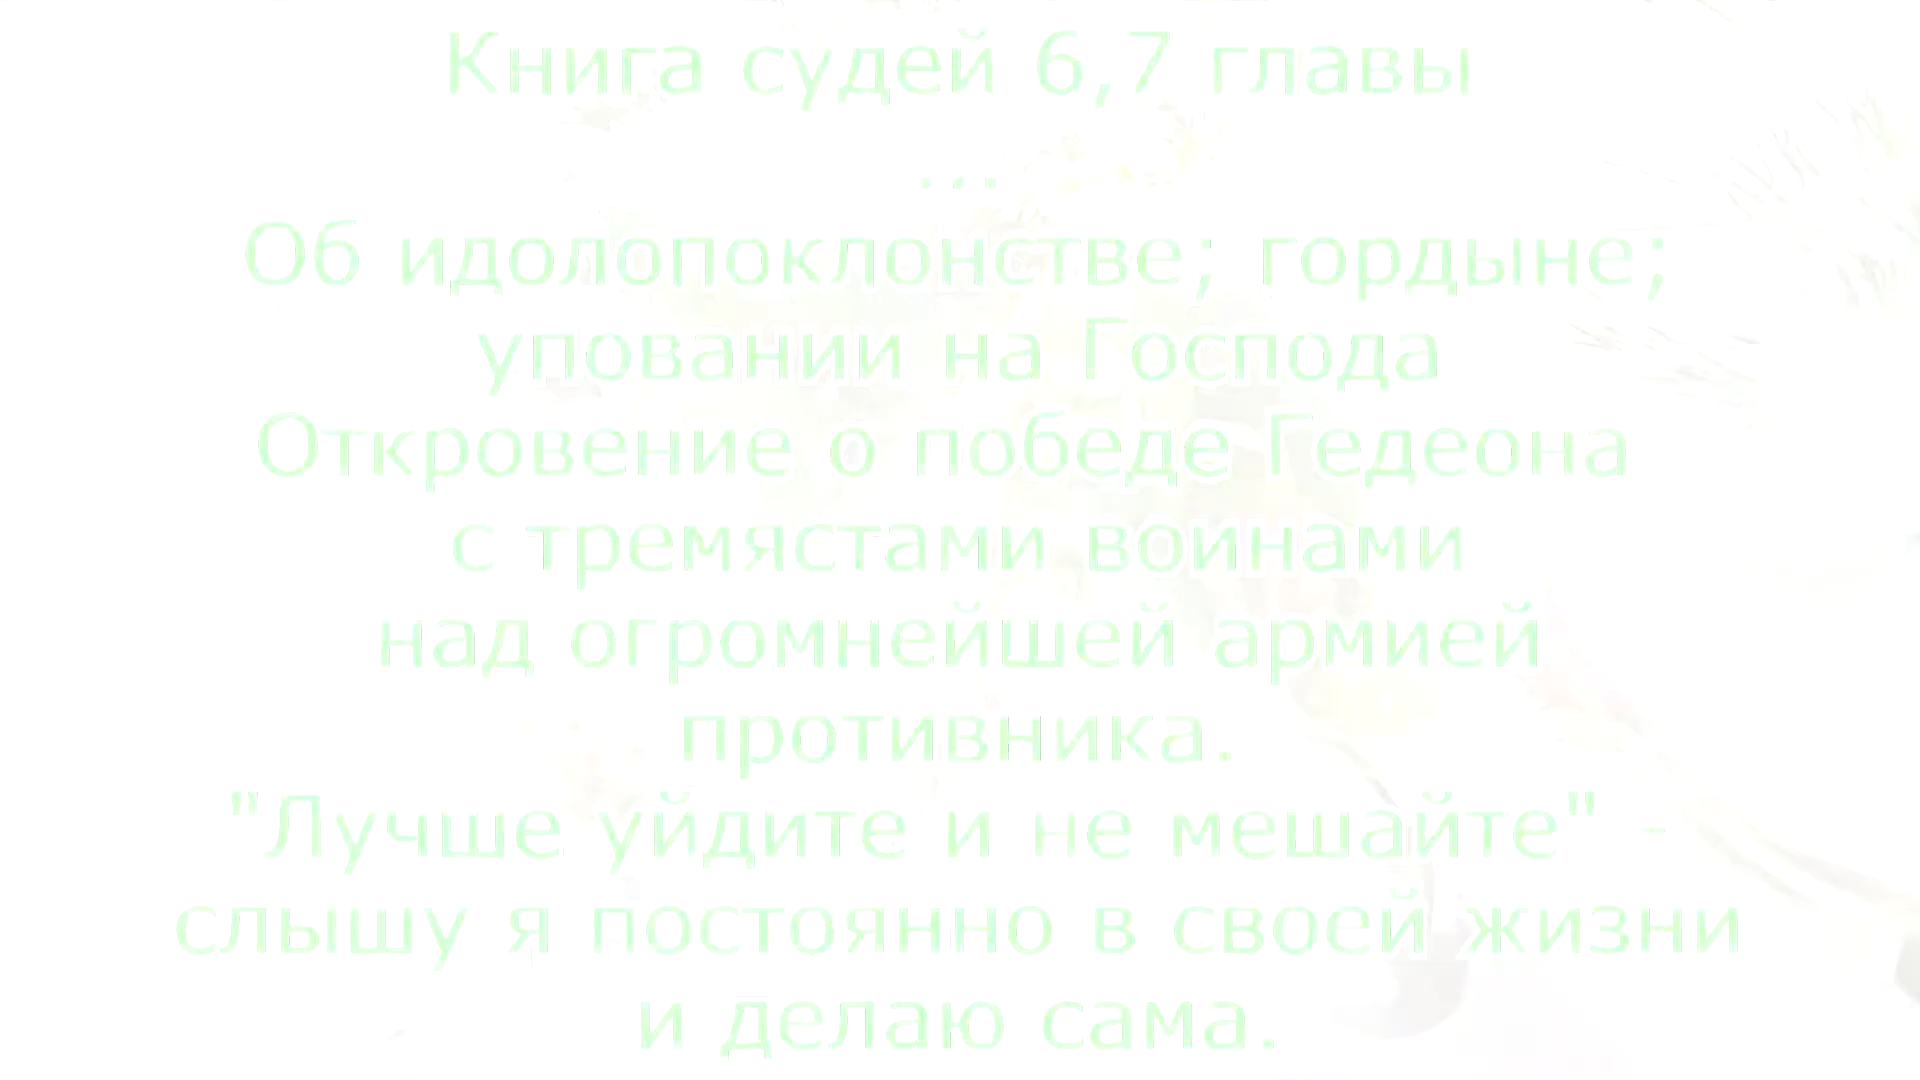 Книга судей 6,7 главы
...
Об идолопоклонстве; гордыне;
уповании на Господа
Откровение о победе Гедеона
с тремястами воинами
над огромнейшей армией
противника.
"Лучше уйдите и не мешайте" -
слышу я постоянно в своей жизни
и делаю сама.